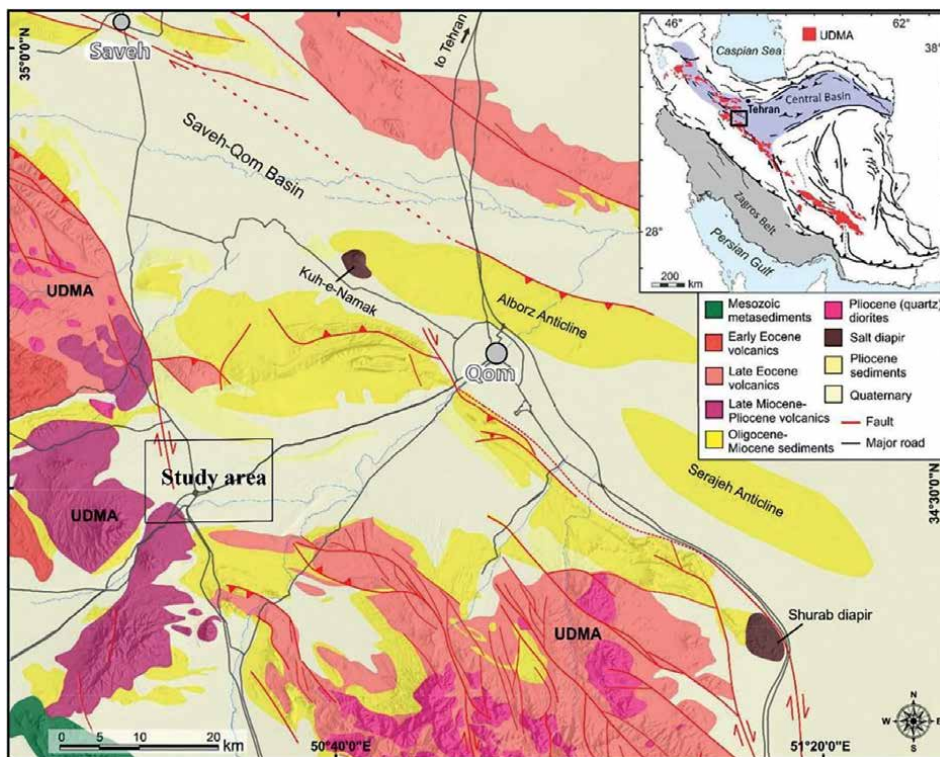 35°0'0"N
Saveh
to Tehran
Saveh-Qom Basin
UDMA
Kuh-e-Namak
Alborz Anticline
Qom
Study area
UDMA
Serajeh Anticline
34°30'0"N
UDMA
Shurab diapir
0 5 10 20
km
50°40'0"E
51°20'0"E
N
W
E
S
46°
62°
38°
Caspian Sea
UDMA
Tehran
Central Basin
28°
Zagros Belt
Persian Gulf
0 200
km
Mesozoic
metasediments
Early Eocene
volcanics
Late Eocene
volcanics
Late Miocene-
Pliocene volcanics
Oligocene-
Miocene sediments
Pliocene (quartz)
diorites
Salt diapir
Pliocene
sediments
Quaternary
Fault
Major road